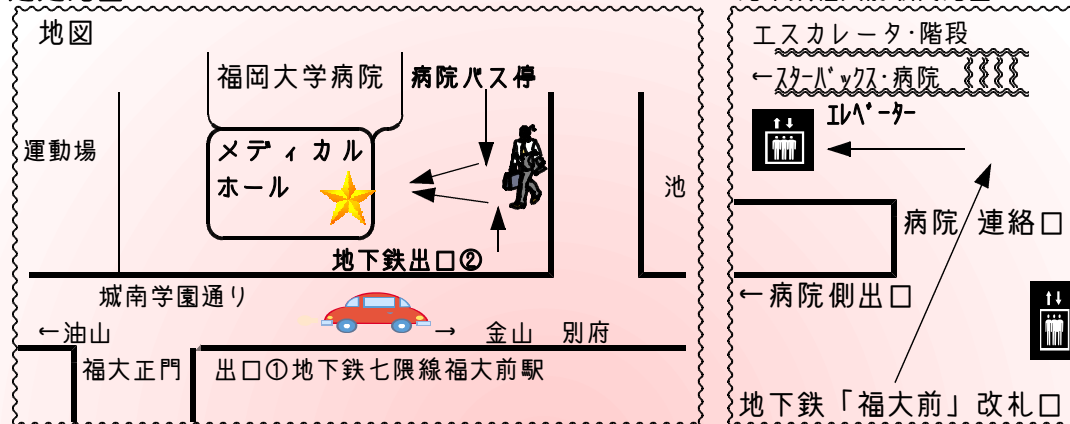 地図
福岡大学病院
病院バス停
運動場
メディカル
ホール
池
地下鉄出口②
城南学園通り
←油山
→ 金山 別府
福大正門
出口①地下鉄七隈線福大前駅
エスカレータ・階段
←スターバックス・病院
エレベーター
病院 連絡口
←病院側出口
地下鉄「福大前」改札口